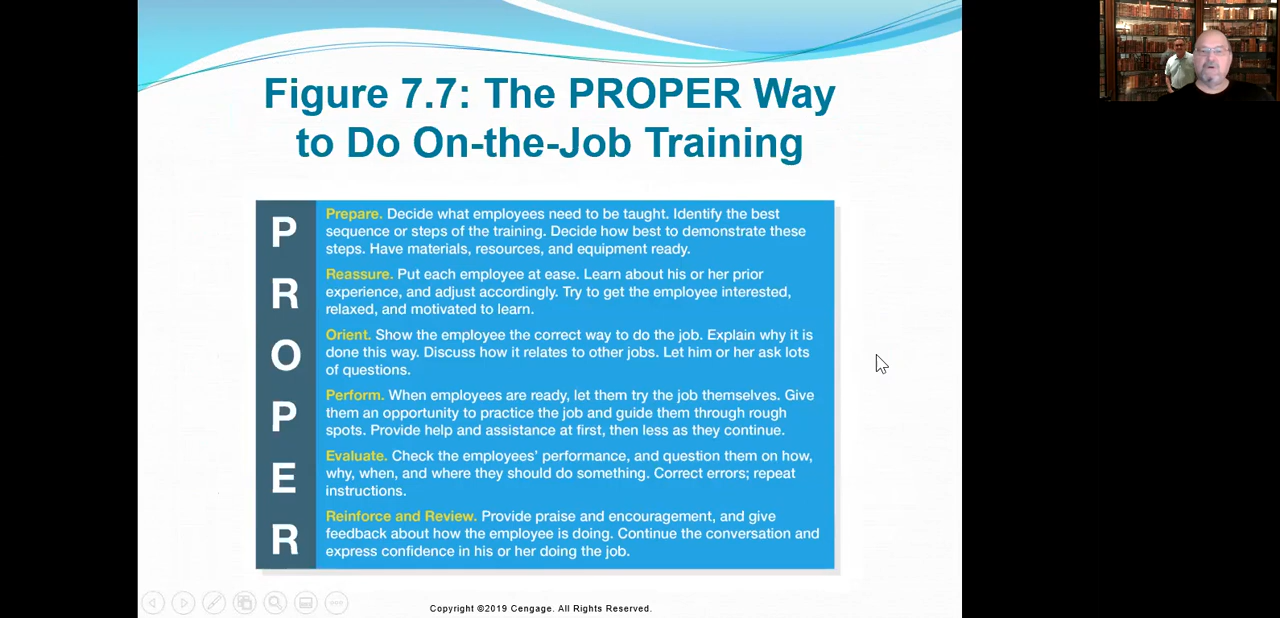 Figure 7.7: The PROPER Way
to Do On-the-Job Training
P
Prepare. Decide what employees need to be taught. Identify the best
sequence or steps of the training. Decide how best to demonstrate these
steps. Have materials, resources, and equipment ready.
R
Reassure. Put each employee at ease. Learn about his or her prior
experience, and adjust accordingly. Try to get the employee interested,
relaxed, and motivated to learn.
O
Orient. Show the employee the correct way to do the job. Explain why it is
done this way. Discuss how it relates to other jobs. Let him or her ask lots
of questions.
P
Perform. When employees are ready, let them try the job themselves. Give
them an opportunity to practice the job and guide them through rough
spots. Provide help and assistance at first, then less as they continue.
E
Evaluate. Check the employees’ performance, and question them on how,
why, when, and where they should do something. Correct errors; repeat
instructions.
R
Reinforce and Review. Provide praise and encouragement, and give
feedback about how the employee is doing. Continue the conversation and
express confidence in his or her doing the job.
Copyright ©2019 Cengage. All Rights Reserved.